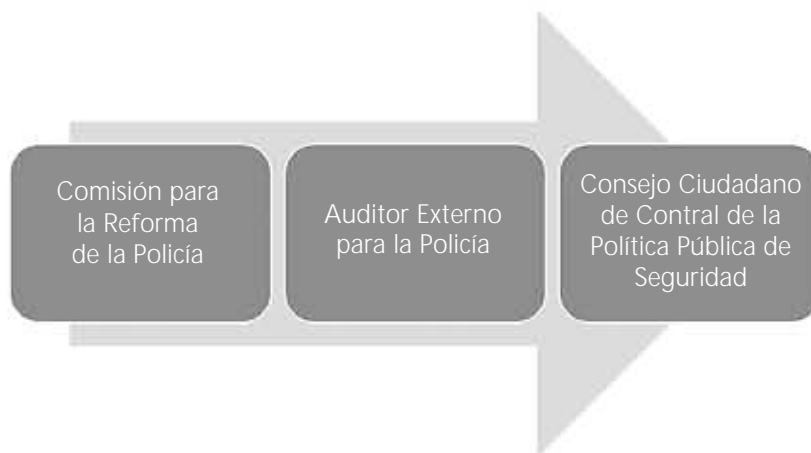 Comisión para
la Reforma
de la Policía
Auditor Externo
para la Policía
Consejo Ciudadano
de Contral de la
Política Pública de
Seguridad